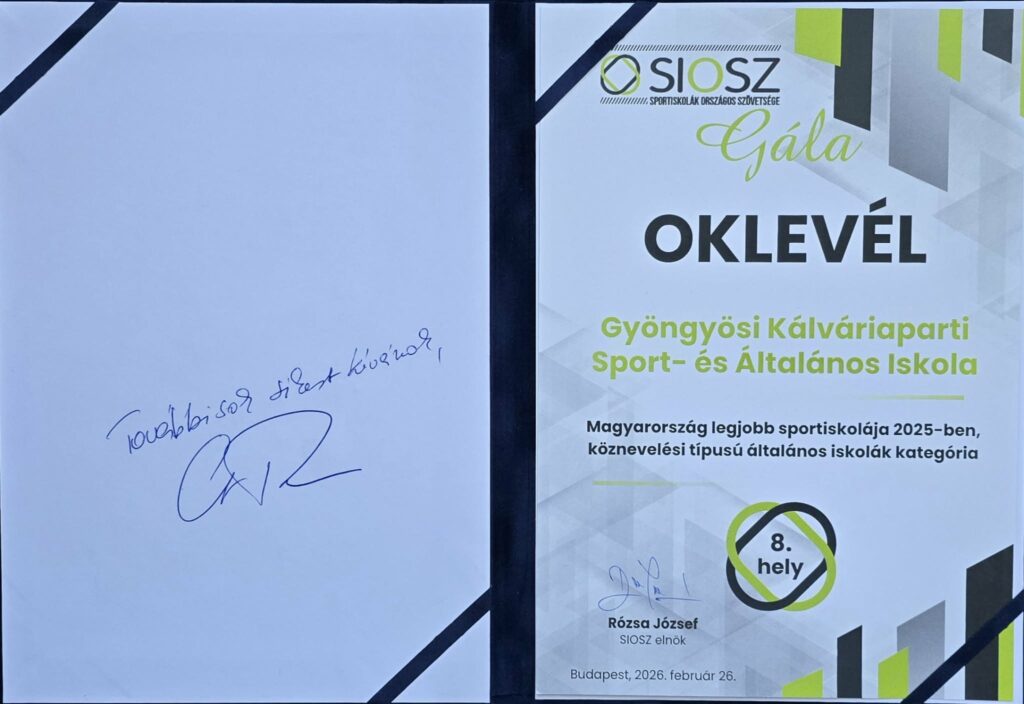 További sok sikert kívánok,
SIOSZ
SPORTISKOLÁK ORSZÁGOS SZÖVETSÉGE
Gála
OKLEVÉL
Gyöngyösi Kálváriaparti
Sport- és Általános Iskola
Magyarország legjobb sportiskolája 2025-ben,
köznevelési típusú általános iskolák kategória
8.
hely
Rózsa József
SIOSZ elnök
Budapest, 2026. február 26.